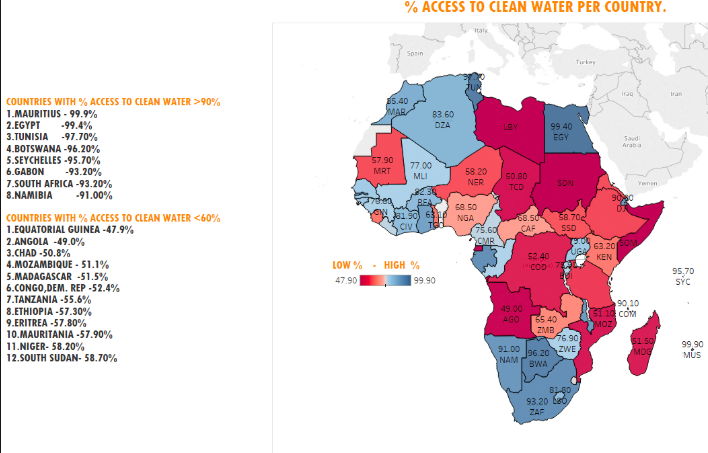 % ACCESS TO CLEAN WATER PER COUNTRY.
COUNTRIES WITH % ACCESS TO CLEAN WATER >90%
1.MAURITIUS - 99.9%
2.EGYPT -99.4%
3.TUNISIA -97.70%
4.BOTSWANA -96.20%
5.SEYCHELLES -95.70%
6.GABON -93.20%
7.SOUTH AFRICA -93.20%
8.NAMIBIA -91.00%
COUNTRIES WITH % ACCESS TO CLEAN WATER <60%
1.EQUATORIAL GUINEA -47.9%
2.ANGOLA -49.0%
3.CHAD -50.8%
4.MOZAMBIQUE - 51.1%
5.MADAGASCAR -51.5%
6.CONGO,DEM. REP -52.4%
7.TANZANIA -55.6%
8.ETHIOPIA -57.30%
9.ERITREA -57.80%
10.MAURITANIA -57.90%
11.NIGER- 58.20%
12.SOUTH SUDAN- 58.70%
Italy
Spain
Turkey
Iraq
Iran
Saudi
Arabia
Yemen
TUN
85.40
MAR
83.60
DZA
LBY
99.40
EGY
57.90
MRT
77.00
MLI
58.20
NER
50.80
TCD
SDN
90.
DJI
GIN
81.90
CIV
BFA
TGO
68.50
NGA
68.50
CAF
58.70
SSD
75.60
CMR
UGA
63.20
KEN
SOM
52.40
COD
BDI
LOW % - HIGH %
47.90
99.90
95,70
SYC
49.00
AGO
65.40
ZMB
51.10
MOZ
90,10
COM
76.90
ZWE
51.50
MDG
91.00
NAM
96.20
BWA
99,90
MUS
93.20
ZAF
81.80
LSO